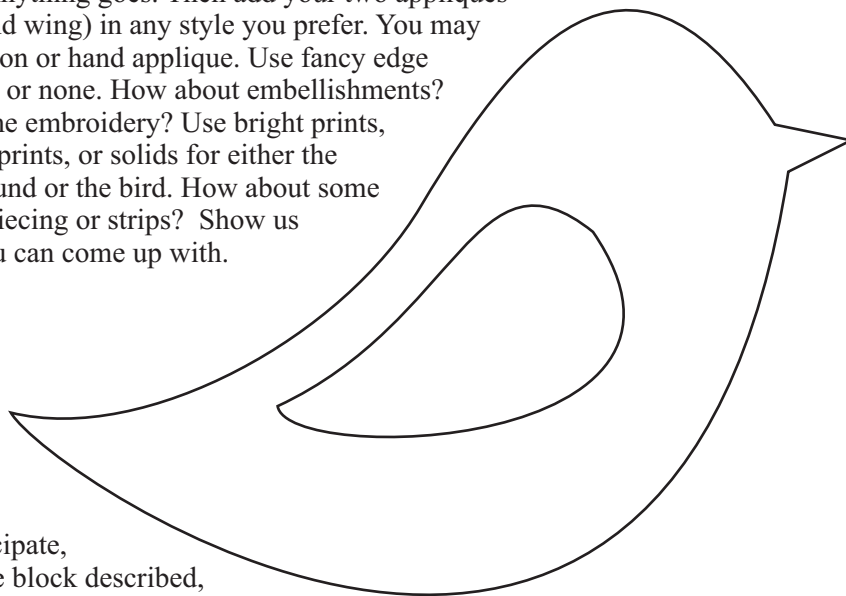 nything goes. Then add your two appliques
d wing) in any style you prefer. You may
on or hand applique. Use fancy edge
or none. How about embellishments?
ne embroidery? Use bright prints,
prints, or solids for either the
und or the bird. How about some
iecing or strips? Show us
u can come up with.
cipate,
e block described,